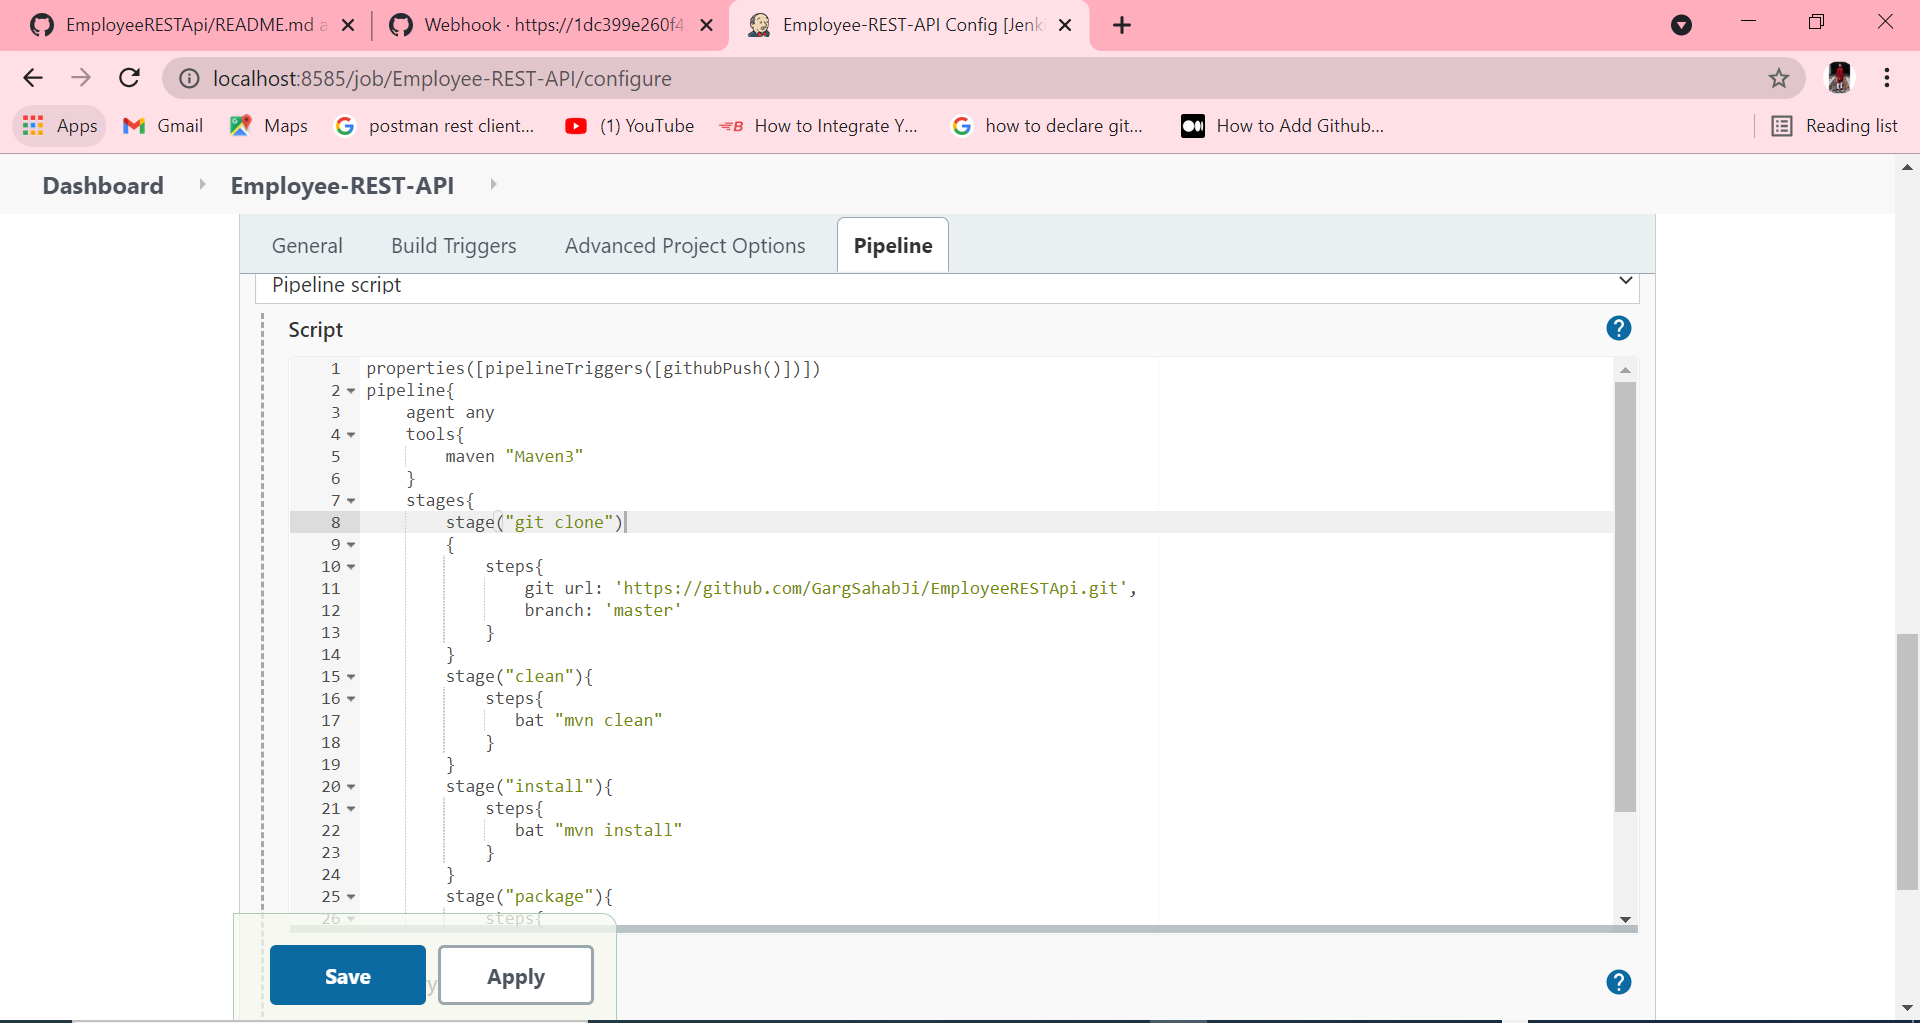 EmployeeRESTApi/README.md a
Webhook · https://1dc399e260f4
Employee-REST-API Config [Jenki
localhost:8585/job/Employee-REST-API/configure
Apps
Gmail
Maps
postman rest client...
(1) YouTube
How to Integrate Y...
how to declare git...
How to Add Github...
Reading list
Dashboard
Employee-REST-API
General
Build Triggers
Advanced Project Options
Pipeline
Pipeline script
Script
?
1 properties([pipelineTriggers([githubPush()])])
2 pipeline{
3 agent any
4 tools{
5 maven "Maven3"
6 }
7 stages{
8 stage("git clone")
9 {
10 steps{
11 git url: 'https://github.com/GargSahabJi/EmployeeRESTApi.git',
12 branch: 'master'
13 }
14 }
15 stage("clean"){
16 steps{
17 bat "mvn clean"
18 }
19 }
20 stage("install"){
21 steps{
22 bat "mvn install"
23 }
24 }
25 stage("package"){
26 steps{
Save
Apply
?